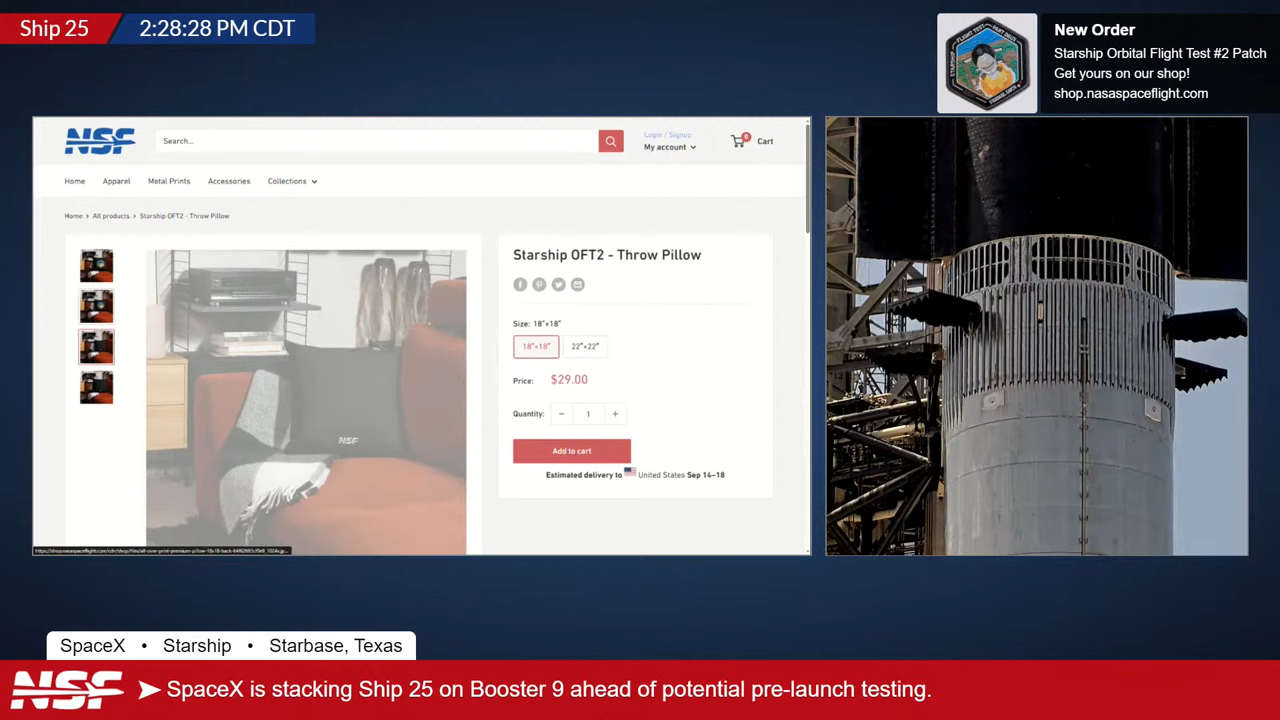 Ship 25
2:28:28 PM CDT
New Order
Starship Orbital Flight Test #2 Patch
Get yours on our shop!
shop.nasaspaceflight.com
NSF
Search...
Login / Signup
My account
0
Cart
Home
Apparel
Metal Prints
Accessories
Collections
Home > All products > Starship OFT2 - Throw Pillow
Starship OFT2 - Throw Pillow
Size: 18"×18"
18"×18"
22"×22"
Price: $29.00
Quantity: − 1 +
Add to cart
Estimated delivery to United States Sep 14–18
NSF
SpaceX • Starship • Starbase, Texas
NSF
SpaceX is stacking Ship 25 on Booster 9 ahead of potential pre-launch testing.